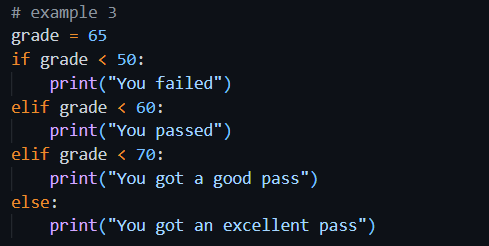 # example 3
grade = 65
if grade < 50:
    print("You failed")
elif grade < 60:
    print("You passed")
elif grade < 70:
    print("You got a good pass")
else:
    print("You got an excellent pass")